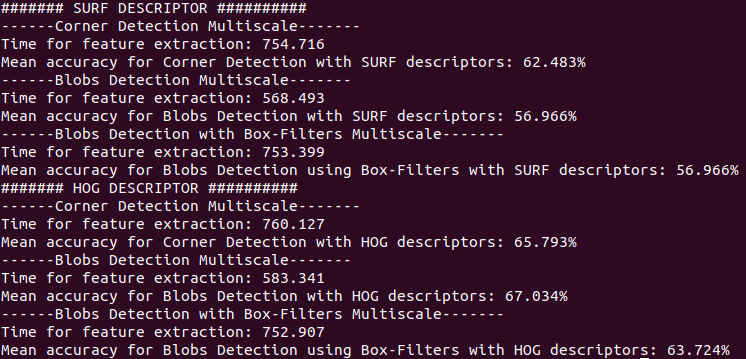 ####### SURF DESCRIPTOR ##########
------Corner Detection Multiscale-------
Time for feature extraction: 754.716
Mean accuracy for Corner Detection with SURF descriptors: 62.483%
------Blobs Detection Multiscale-------
Time for feature extraction: 568.493
Mean accuracy for Blobs Detection with SURF descriptors: 56.966%
------Blobs Detection with Box-Filters Multiscale-------
Time for feature extraction: 753.399
Mean accuracy for Blobs Detection using Box-Filters with SURF descriptors: 56.966%
####### HOG DESCRIPTOR ##########
------Corner Detection Multiscale-------
Time for feature extraction: 760.127
Mean accuracy for Corner Detection with HOG descriptors: 65.793%
------Blobs Detection Multiscale-------
Time for feature extraction: 583.341
Mean accuracy for Blobs Detection with HOG descriptors: 67.034%
------Blobs Detection with Box-Filters Multiscale-------
Time for feature extraction: 752.907
Mean accuracy for Blobs Detection using Box-Filters with HOG descriptors: 63.724%